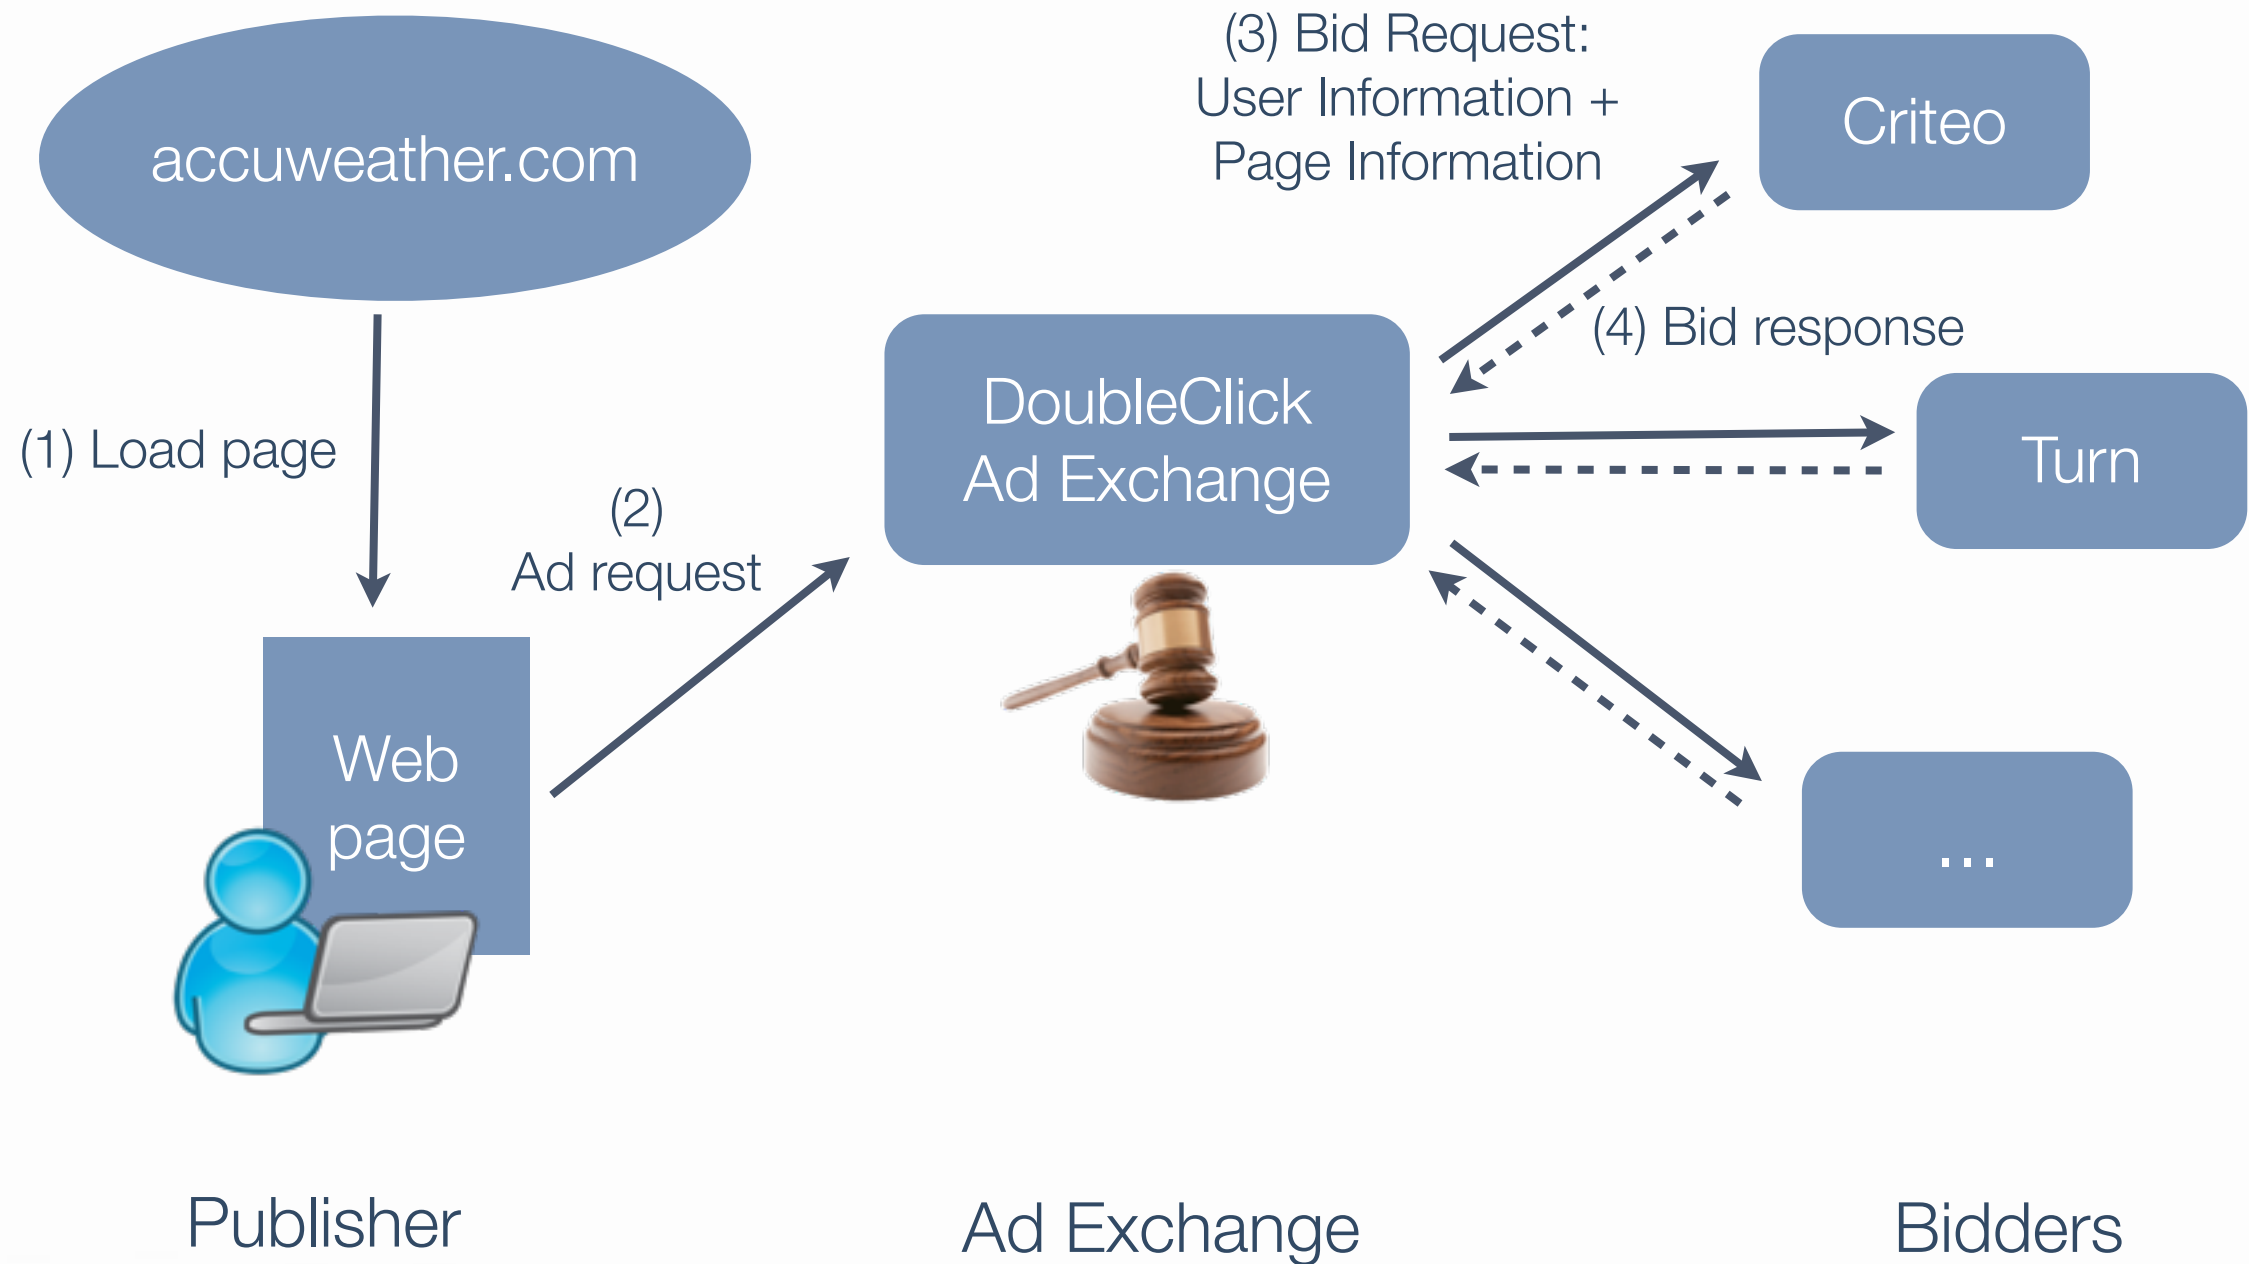 accuweather.com
(1) Load page
Web
page
(2)
Ad request
DoubleClick
Ad Exchange
(3) Bid Request:
User Information +
Page Information
(4) Bid response
Criteo
Turn
...
Publisher
Ad Exchange
Bidders